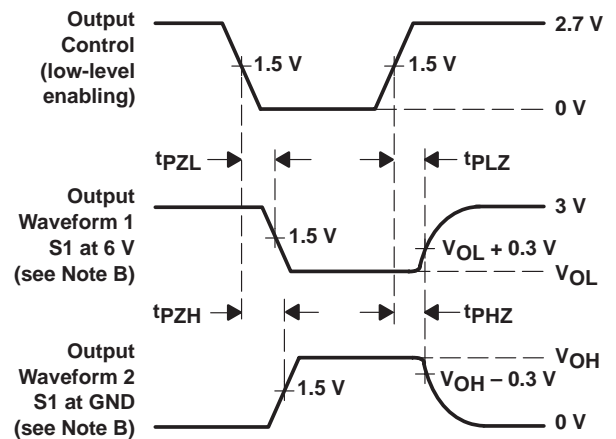 Output
Control
(low-level
enabling)
1.5 V
1.5 V
2.7 V
0 V
tPZL
tPLZ
Output
Waveform 1
S1 at 6 V
(see Note B)
1.5 V
3 V
VOL + 0.3 V
VOL
tPZH
tPHZ
Output
Waveform 2
S1 at GND
(see Note B)
1.5 V
VOH
VOH − 0.3 V
0 V